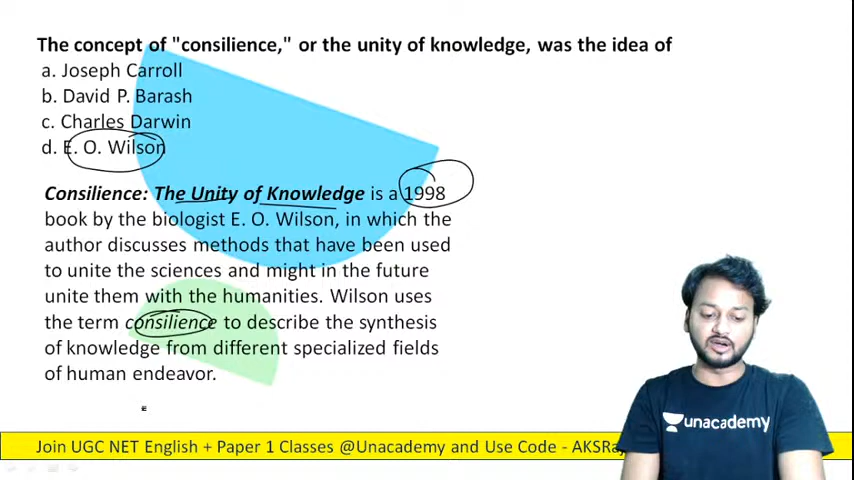 The concept of "consilience," or the unity of knowledge, was the idea of
a. Joseph Carroll
b. David P. Barash
c. Charles Darwin
d. E. O. Wilson
Consilience: The Unity of Knowledge is a 1998
book by the biologist E. O. Wilson, in which the
author discusses methods that have been used
to unite the sciences and might in the future
unite them with the humanities. Wilson uses
the term consilience to describe the synthesis
of knowledge from different specialized fields
of human endeavor.
unacademy
Join UGC NET English + Paper 1 Classes @Unacademy and Use Code -